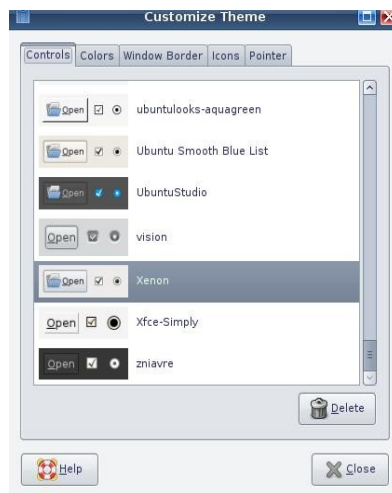 Customize Theme
Controls Colors Window Border Icons Pointer
Open ubuntulooks-aquagreen
Open Ubuntu Smooth Blue List
Open UbuntuStudio
Open vision
Open Xenon
Open Xfce-Simply
Open zniavre
Delete
Help Close